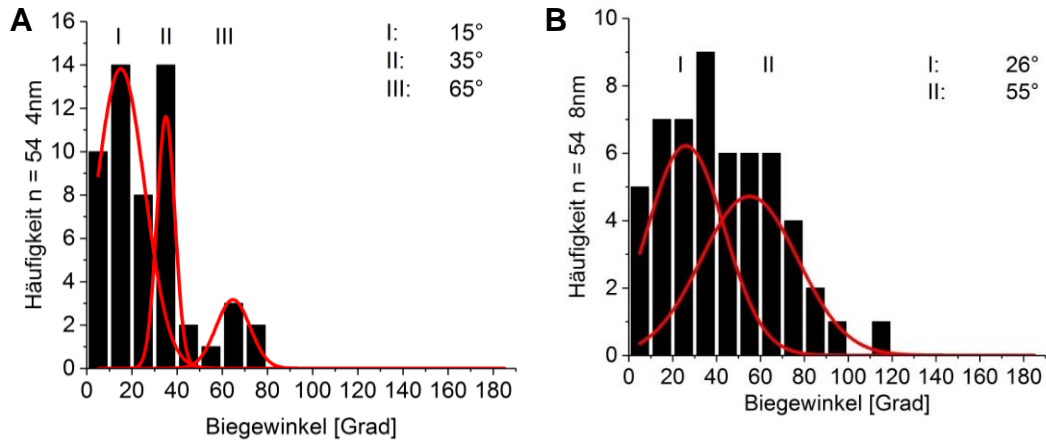 A
I II III
I: 15°
II: 35°
III: 65°
Häufigkeit n = 54 4nm
16
14
12
10
8
6
4
2
0
0 20 40 60 80 100 120 140 160 180
Biegewinkel [Grad]
B
I II
I: 26°
II: 55°
Häufigkeit n = 54 8nm
10
8
6
4
2
0
0 20 40 60 80 100 120 140 160 180
Biegewinkel [Grad]